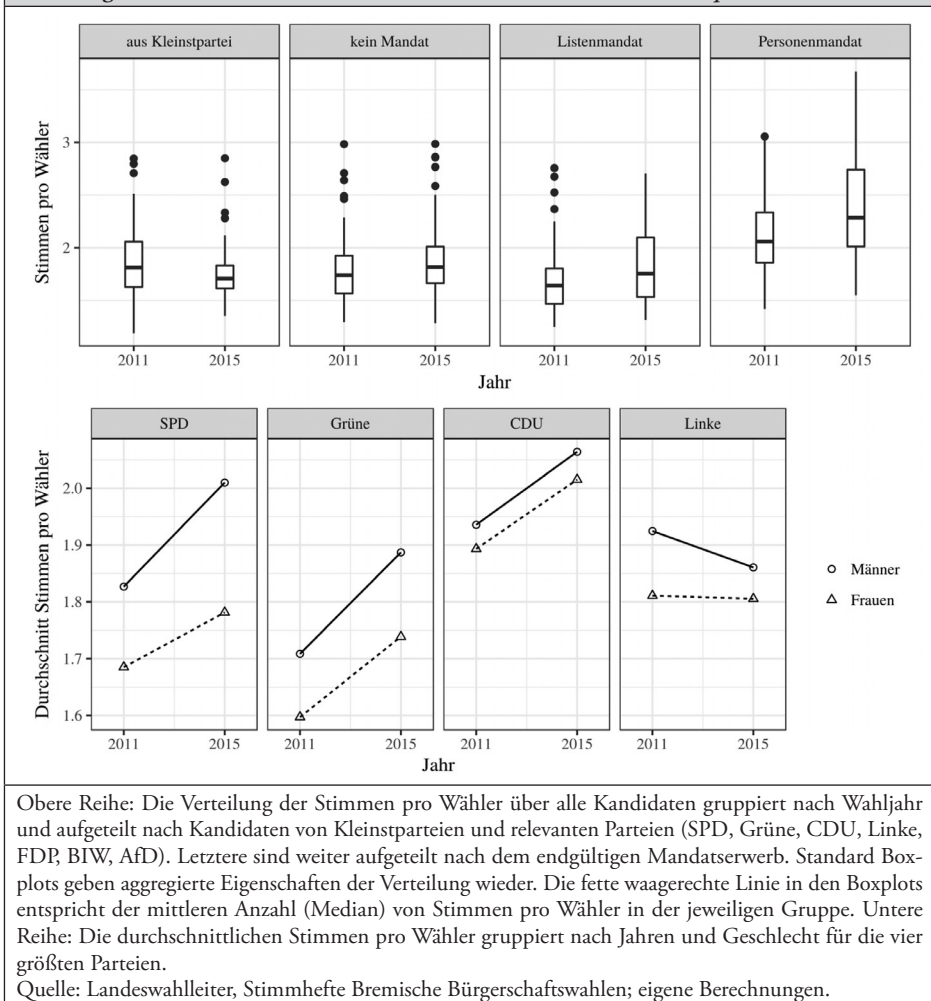 aus Kleinstpartei kein Mandat Listenmandat Personenmandat
Stimmen pro Wähler
3
2
2011 2015 2011 2015 2011 2015 2011 2015
Jahr
SPD Grüne CDU Linke
Durchschnitt Stimmen pro Wähler
2.0
1.9
1.8
1.7
1.6
Männer
Frauen
2011 2015 2011 2015 2011 2015 2011 2015
Jahr
Obere Reihe: Die Verteilung der Stimmen pro Wähler über alle Kandidaten gruppiert nach Wahljahr
und aufgeteilt nach Kandidaten von Kleinstparteien und relevanten Parteien (SPD, Grüne, CDU, Linke,
FDP, BIW, AfD). Letztere sind weiter aufgeteilt nach dem endgültigen Mandatserwerb. Standard Box-
plots geben aggregierte Eigenschaften der Verteilung wieder. Die fette waagerechte Linie in den Boxplots
entspricht der mittleren Anzahl (Median) von Stimmen pro Wähler in der jeweiligen Gruppe. Untere
Reihe: Die durchschnittlichen Stimmen pro Wähler gruppiert nach Jahren und Geschlecht für die vier
größten Parteien.
Quelle: Landeswahlleiter, Stimmhefte Bremische Bürgerschaftswahlen; eigene Berechnungen.